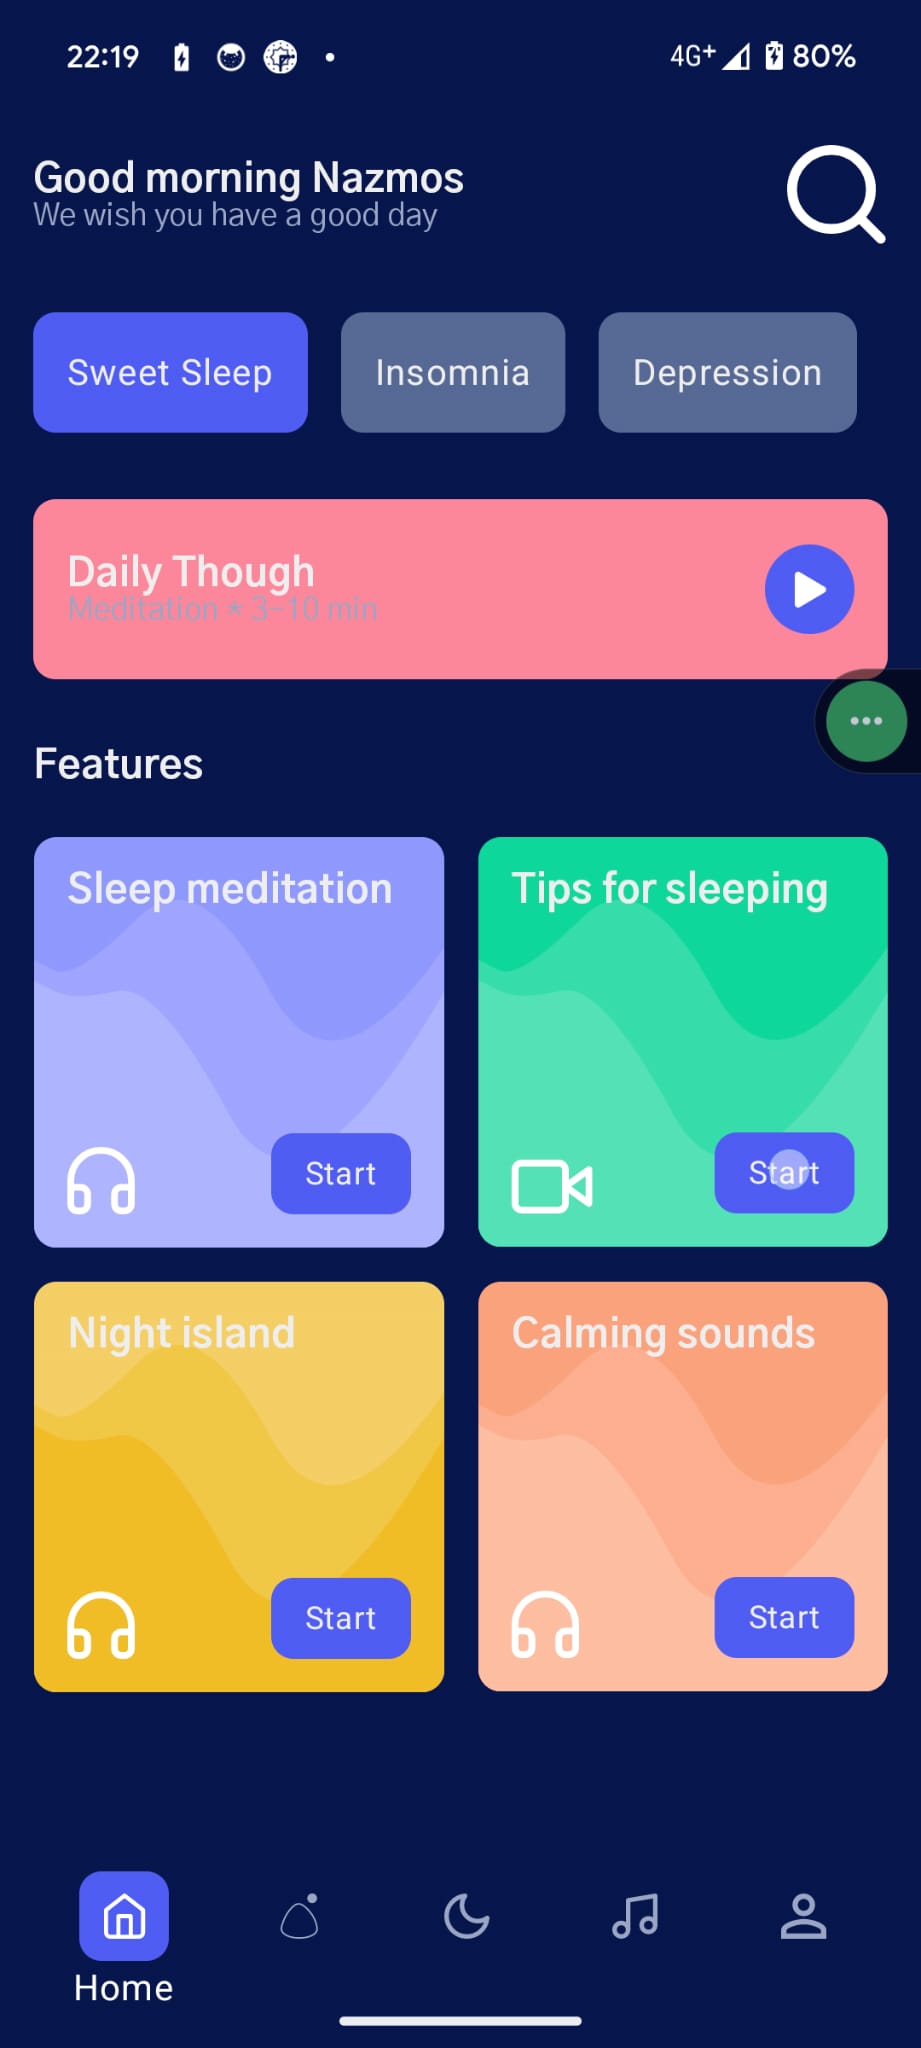 22:19
4G+ 80%
Good morning Nazmos
We wish you have a good day
Sweet Sleep
Insomnia
Depression
Daily Though
Meditation * 3-10 min
Features
Sleep meditation
Start
Tips for sleeping
Start
Night island
Start
Calming sounds
Start
Home